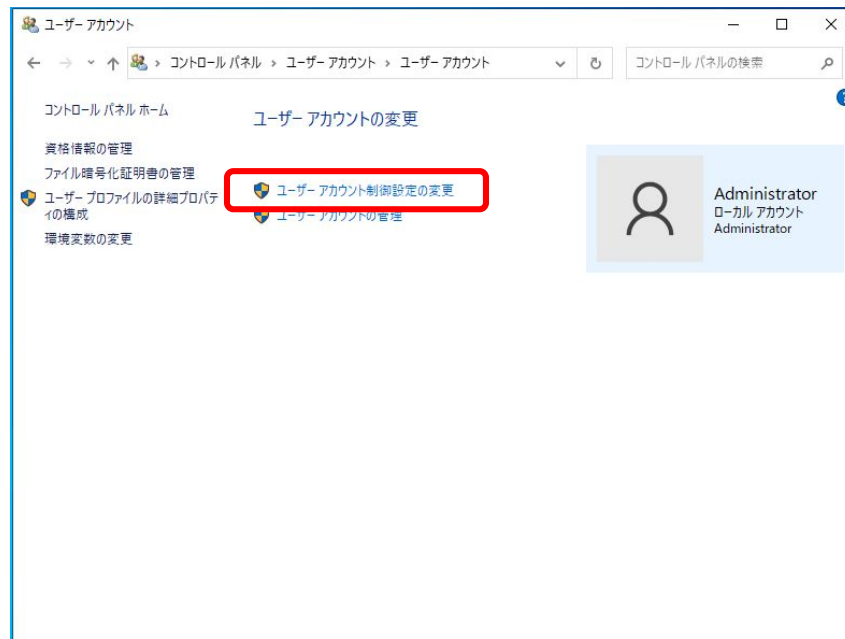 ユーザー アカウント
コントロール パネル › ユーザー アカウント › ユーザー アカウント
コントロール パネルの検索
コントロール パネル ホーム
資格情報の管理
ファイル暗号化証明書の管理
ユーザー プロファイルの詳細プロパテ
ィの構成
環境変数の変更
ユーザー アカウントの変更
ユーザー アカウント制御設定の変更
ユーザー アカウントの管理
Administrator
ローカル アカウント
Administrator